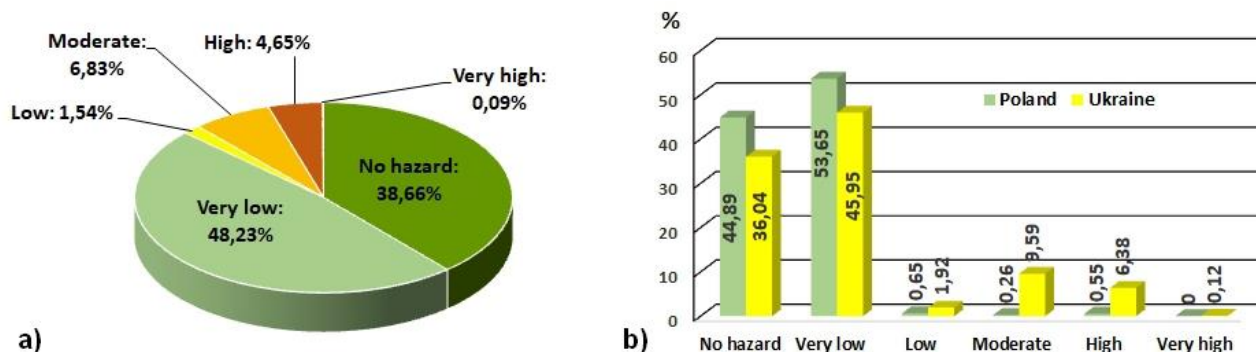 Moderate:
6,83%
High: 4,65%
Very high:
0,09%
Low: 1,54%
No hazard:
38,66%
Very low:
48,23%
a)
%
60
50
40
30
20
10
0
Poland
Ukraine
44,89
36,04
53,65
45,95
0,65
1,92
0,26
9,59
0,55
6,38
0
0,12
No hazard
Very low
Low
Moderate
High
Very high
b)